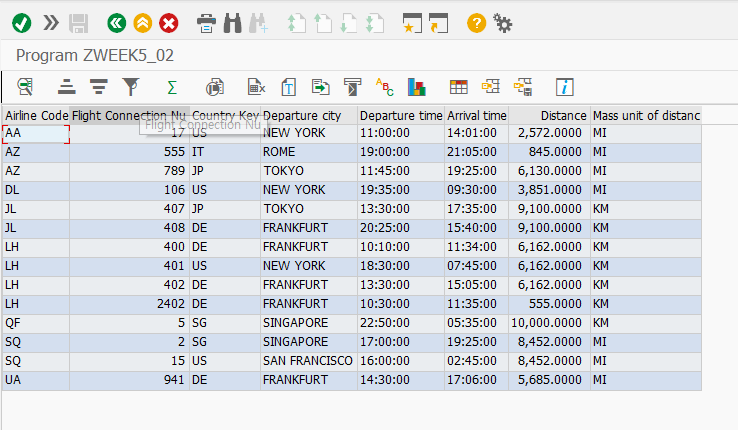 Program ZWEEK5_02
Airline Code Flight Connection Nu Country Key Departure city Departure time Arrival time Distance Mass unit of distanc
Flight Connection Nu
AA 17 US NEW YORK 11:00:00 14:01:00 2,572.0000 MI
AZ 555 IT ROME 19:00:00 21:05:00 845.0000 MI
AZ 789 JP TOKYO 11:45:00 19:25:00 6,130.0000 MI
DL 106 US NEW YORK 19:35:00 09:30:00 3,851.0000 MI
JL 407 JP TOKYO 13:30:00 17:35:00 9,100.0000 KM
JL 408 DE FRANKFURT 20:25:00 15:40:00 9,100.0000 KM
LH 400 DE FRANKFURT 10:10:00 11:34:00 6,162.0000 KM
LH 401 US NEW YORK 18:30:00 07:45:00 6,162.0000 KM
LH 402 DE FRANKFURT 13:30:00 15:05:00 6,162.0000 KM
LH 2402 DE FRANKFURT 10:30:00 11:35:00 555.0000 KM
QF 5 SG SINGAPORE 22:50:00 05:35:00 10,000.0000 KM
SQ 2 SG SINGAPORE 17:00:00 19:25:00 8,452.0000 MI
SQ 15 US SAN FRANCISCO 16:00:00 02:45:00 8,452.0000 MI
UA 941 DE FRANKFURT 14:30:00 17:06:00 5,685.0000 MI